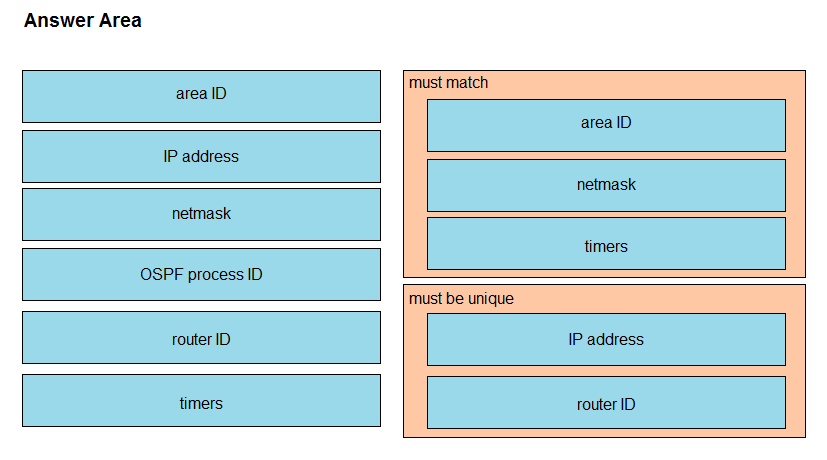 Answer Area
area ID
IP address
netmask
OSPF process ID
router ID
timers
must match
area ID
netmask
timers
must be unique
IP address
router ID